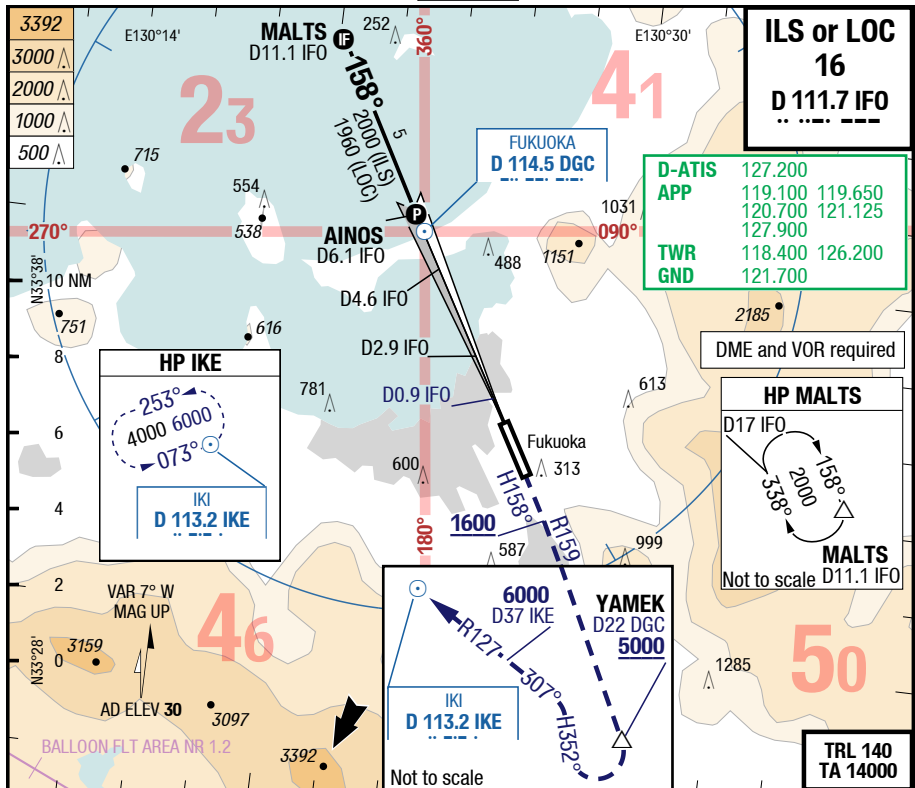 3392
3000
2000
1000
500
E130°14'
MALTS
D11.1 IFO
IF
252
360°
E130°30'
ILS or LOC
16
D 111.7 IFO
23
41
158°
5
2000 (ILS)
1960 (LOC)
FUKUOKA
D 114.5 DGC
D-ATIS 127.200
APP 119.100 119.650
120.700 121.125
127.900
TWR 118.400 126.200
GND 121.700
715
554
538
P
1031
270°
090°
AINOS
D6.1 IFO
488
1151
N33°38'
10 NM
D4.6 IFO
751
616
2185
8
D2.9 IFO
DME and VOR required
HP IKE
253°
4000 6000
073°
IKI
D 113.2 IKE
781
D0.9 IFO
613
HP MALTS
D17 IFO
158°
2000
338°
MALTS
D11.1 IFO
Not to scale
6
Fukuoka
600
313
4
H158°
R159
1600
180°
587
999
2
VAR 7° W
MAG UP
46
3159
N33°28'
0
AD ELEV 30
3097
BALLOON FLT AREA NR 1.2
3392
6000
D37 IKE
YAMEK
D22 DGC
5000
R127
307°
H352°
IKI
D 113.2 IKE
Not to scale
1285
50
TRL 140
TA 14000